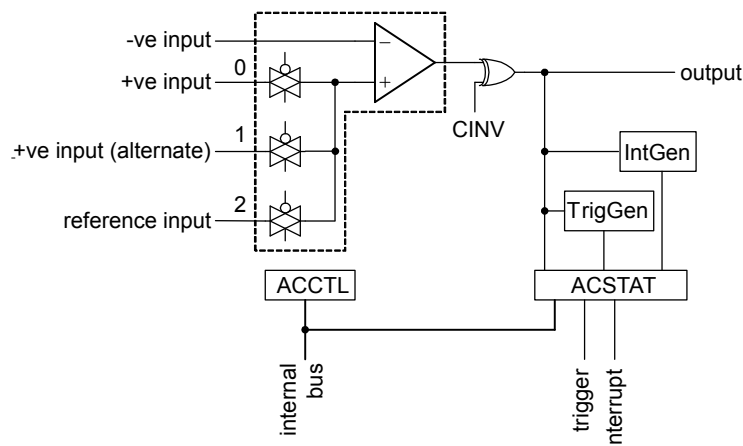 -ve input
+ve input
0
output
CINV
+ve input (alternate)
1
IntGen
reference input
2
TrigGen
ACCTL
ACSTAT
internal
bus
trigger
nterrupt